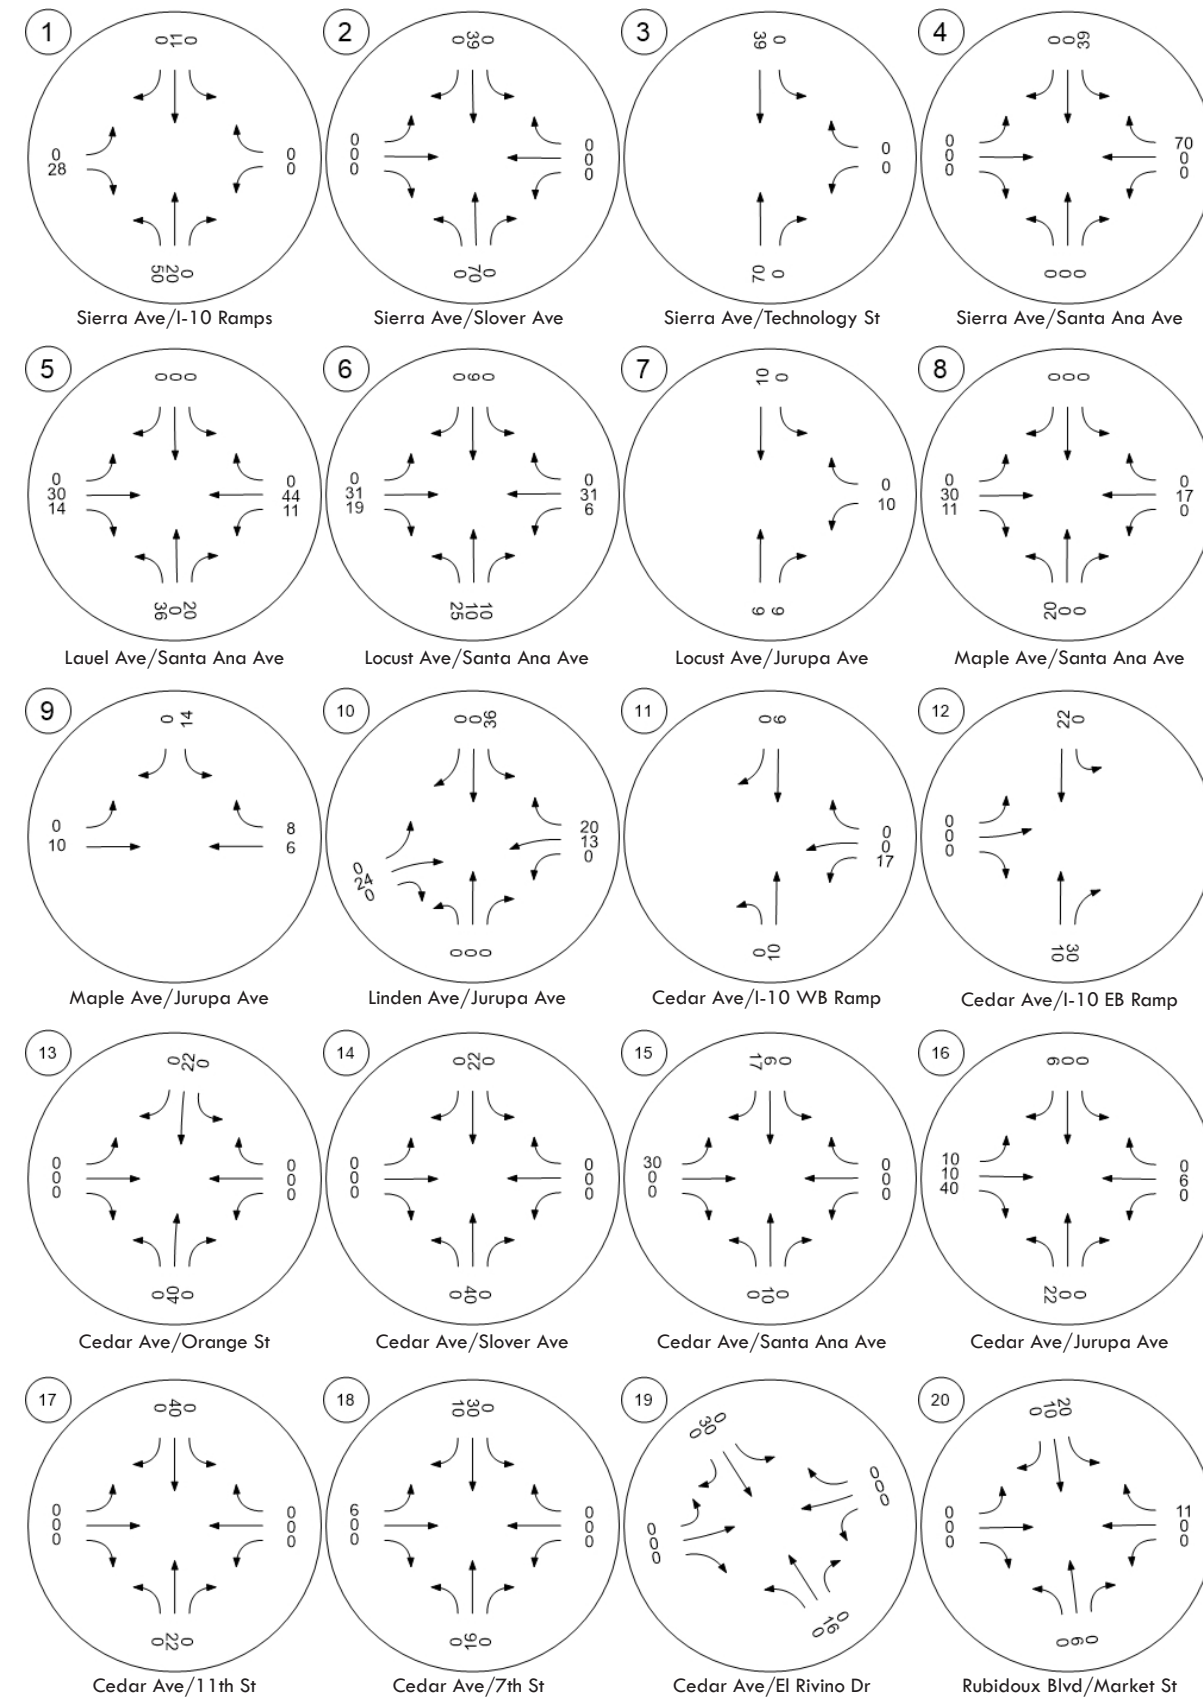 1
0 11 0
0
28
0
0
50 20 0
Sierra Ave/I-10 Ramps
2
0 39 0
0
0
0
0
0
0
0 70 0
Sierra Ave/Slover Ave
3
39 0
0
0
70 0
Sierra Ave/Technology St
4
0 0 39
0
0
0
70
0
0
0 0 0
Sierra Ave/Santa Ana Ave
5
0 0 0
0
30
14
0
44
11
36 0 20
Lauel Ave/Santa Ana Ave
6
0 6 0
0
31
19
0
31
6
25 10 10
Locust Ave/Santa Ana Ave
7
10 0
0
10
6 6
Locust Ave/Jurupa Ave
8
0 0 0
0
30
11
0
17
0
20 0 0
Maple Ave/Santa Ana Ave
9
0 14
0
10
8
6
Maple Ave/Jurupa Ave
10
0 0 36
0
24
0
20
13
0
0 0 0
Linden Ave/Jurupa Ave
11
0 6
0
0
17
0 10
Cedar Ave/I-10 WB Ramp
12
22 0
0
0
0
10 30
Cedar Ave/I-10 EB Ramp
13
0 22 0
0
0
0
0
0
0
0 40 0
Cedar Ave/Orange St
14
0 22 0
0
0
0
0
0
0
0 40 0
Cedar Ave/Slover Ave
15
17 6 0
30
0
0
0
0
0
0 10 0
Cedar Ave/Santa Ana Ave
16
6 0 0
10
10
40
0
6
0
22 0 0
Cedar Ave/Jurupa Ave
17
0 40 0
0
0
0
0
0
0
0 22 0
Cedar Ave/11th St
18
10 30 0
6
0
0
0
0
0
0 16 0
Cedar Ave/7th St
19
0 30 0
0
0
0
0
0
0
0 16 0
Cedar Ave/El Rivino Dr
20
0 10 20
0
0
0
11
0
0
0 6 0
Rubidoux Blvd/Market St